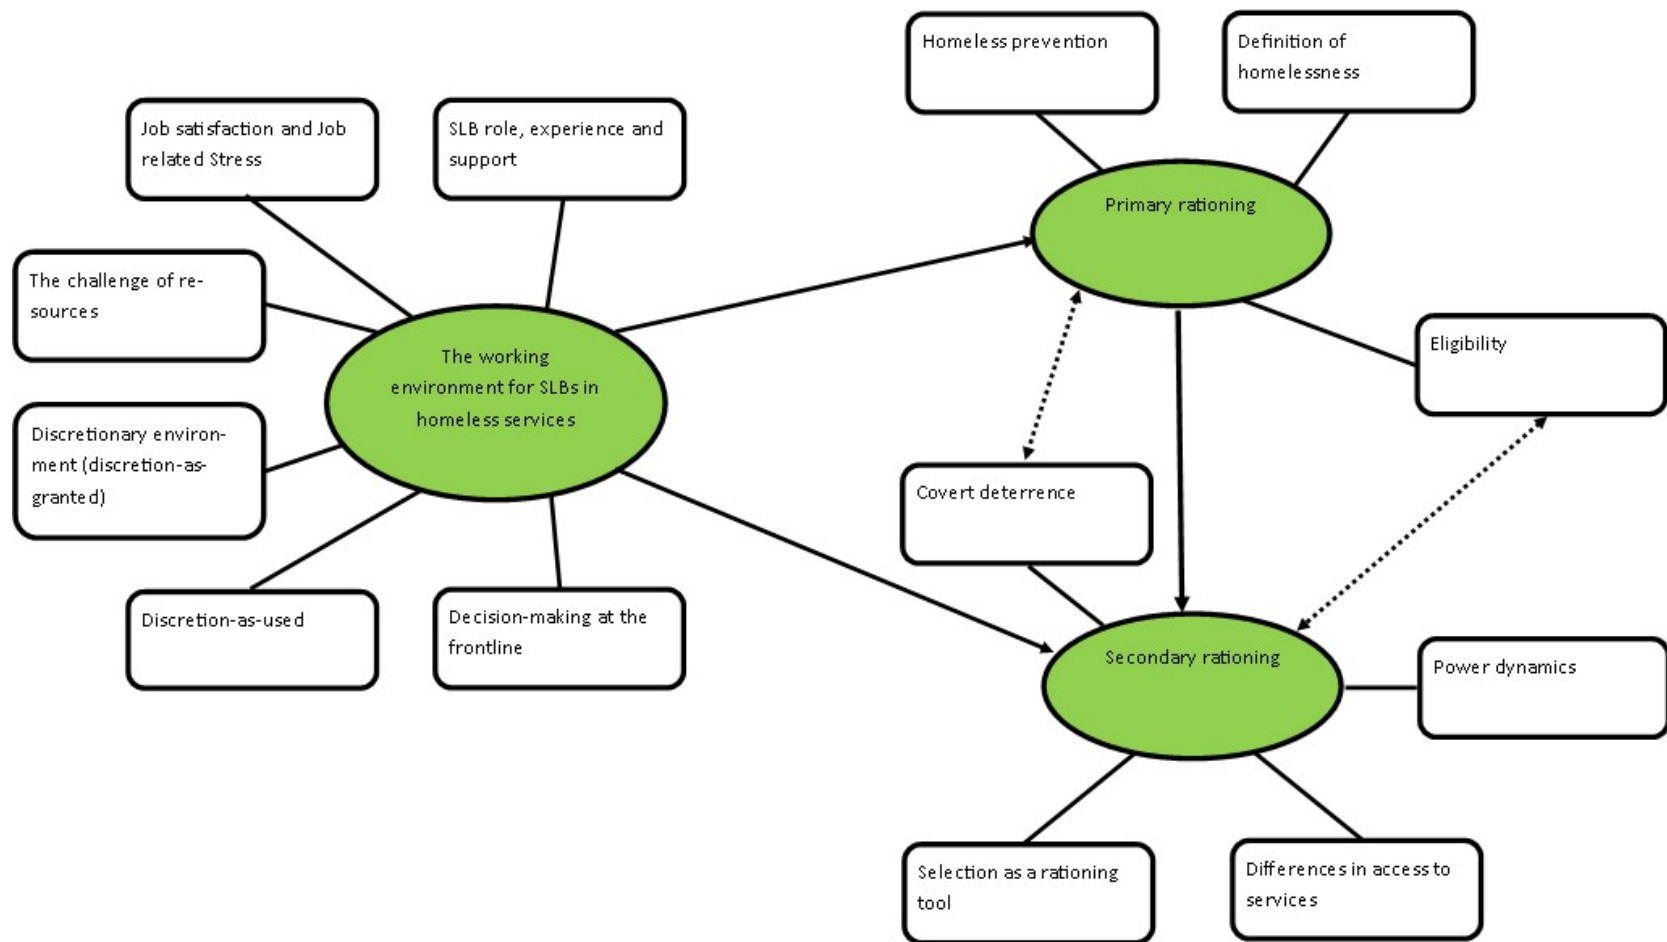 Homeless prevention
Definition of
homelessness
Job satisfaction and Job
related Stress
SLB role, experience and
support
Primary rationing
The challenge of re-
sources
Eligibility
The working
environment for SLBs in
homeless services
Discretionary environ-
ment (discretion-as-
granted)
Covert deterrence
Discretion-as-used
Decision-making at the
frontline
Secondary rationing
Power dynamics
Selection as a rationing
tool
Differences in access to
services